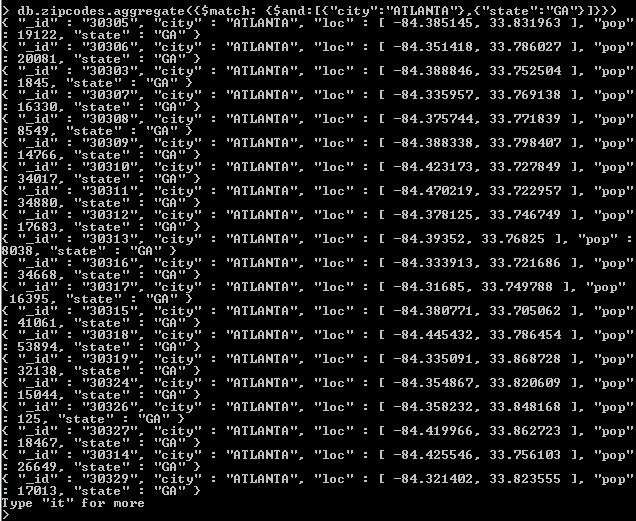 > db.zipcodes.aggregate({$match: {$and:[{"city":"ATLANTA"},{"state":"GA"}]}})
{ "_id" : "30305", "city" : "ATLANTA", "loc" : [ -84.385145, 33.831963 ], "pop"
: 19122, "state" : "GA" }
{ "_id" : "30306", "city" : "ATLANTA", "loc" : [ -84.351418, 33.786027 ], "pop"
: 20081, "state" : "GA" }
{ "_id" : "30303", "city" : "ATLANTA", "loc" : [ -84.388846, 33.752504 ], "pop"
: 1845, "state" : "GA" }
{ "_id" : "30307", "city" : "ATLANTA", "loc" : [ -84.335957, 33.769138 ], "pop"
: 16330, "state" : "GA" }
{ "_id" : "30308", "city" : "ATLANTA", "loc" : [ -84.375744, 33.771839 ], "pop"
: 8549, "state" : "GA" }
{ "_id" : "30309", "city" : "ATLANTA", "loc" : [ -84.388338, 33.798407 ], "pop"
: 14766, "state" : "GA" }
{ "_id" : "30310", "city" : "ATLANTA", "loc" : [ -84.423173, 33.727849 ], "pop"
: 34017, "state" : "GA" }
{ "_id" : "30311", "city" : "ATLANTA", "loc" : [ -84.470219, 33.722957 ], "pop"
: 34880, "state" : "GA" }
{ "_id" : "30312", "city" : "ATLANTA", "loc" : [ -84.378125, 33.746749 ], "pop"
: 17683, "state" : "GA" }
{ "_id" : "30313", "city" : "ATLANTA", "loc" : [ -84.39352, 33.76825 ], "pop" :
8038, "state" : "GA" }
{ "_id" : "30316", "city" : "ATLANTA", "loc" : [ -84.333913, 33.721686 ], "pop"
: 34668, "state" : "GA" }
{ "_id" : "30317", "city" : "ATLANTA", "loc" : [ -84.31685, 33.749788 ], "pop" :
16395, "state" : "GA" }
{ "_id" : "30315", "city" : "ATLANTA", "loc" : [ -84.380771, 33.705062 ], "pop"
: 41061, "state" : "GA" }
{ "_id" : "30318", "city" : "ATLANTA", "loc" : [ -84.445432, 33.786454 ], "pop"
: 53894, "state" : "GA" }
{ "_id" : "30319", "city" : "ATLANTA", "loc" : [ -84.335091, 33.868728 ], "pop"
: 32138, "state" : "GA" }
{ "_id" : "30324", "city" : "ATLANTA", "loc" : [ -84.354867, 33.820609 ], "pop"
: 15044, "state" : "GA" }
{ "_id" : "30326", "city" : "ATLANTA", "loc" : [ -84.358232, 33.848168 ], "pop"
: 125, "state" : "GA" }
{ "_id" : "30327", "city" : "ATLANTA", "loc" : [ -84.419966, 33.862723 ], "pop"
: 18467, "state" : "GA" }
{ "_id" : "30314", "city" : "ATLANTA", "loc" : [ -84.425546, 33.756103 ], "pop"
: 26649, "state" : "GA" }
{ "_id" : "30329", "city" : "ATLANTA", "loc" : [ -84.321402, 33.823555 ], "pop"
: 17013, "state" : "GA" }
Type "it" for more
>